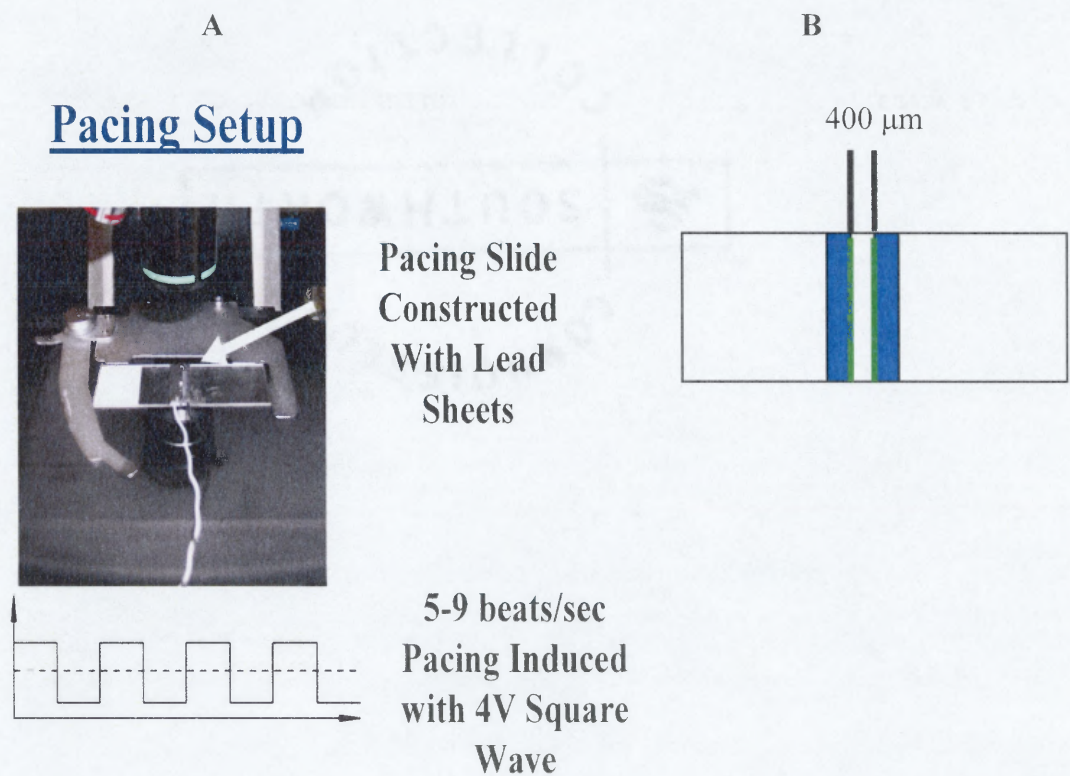 A
B
Pacing Setup
400 µm
Pacing Slide
Constructed
With Lead
Sheets
5-9 beats/sec
Pacing Induced
with 4V Square
Wave